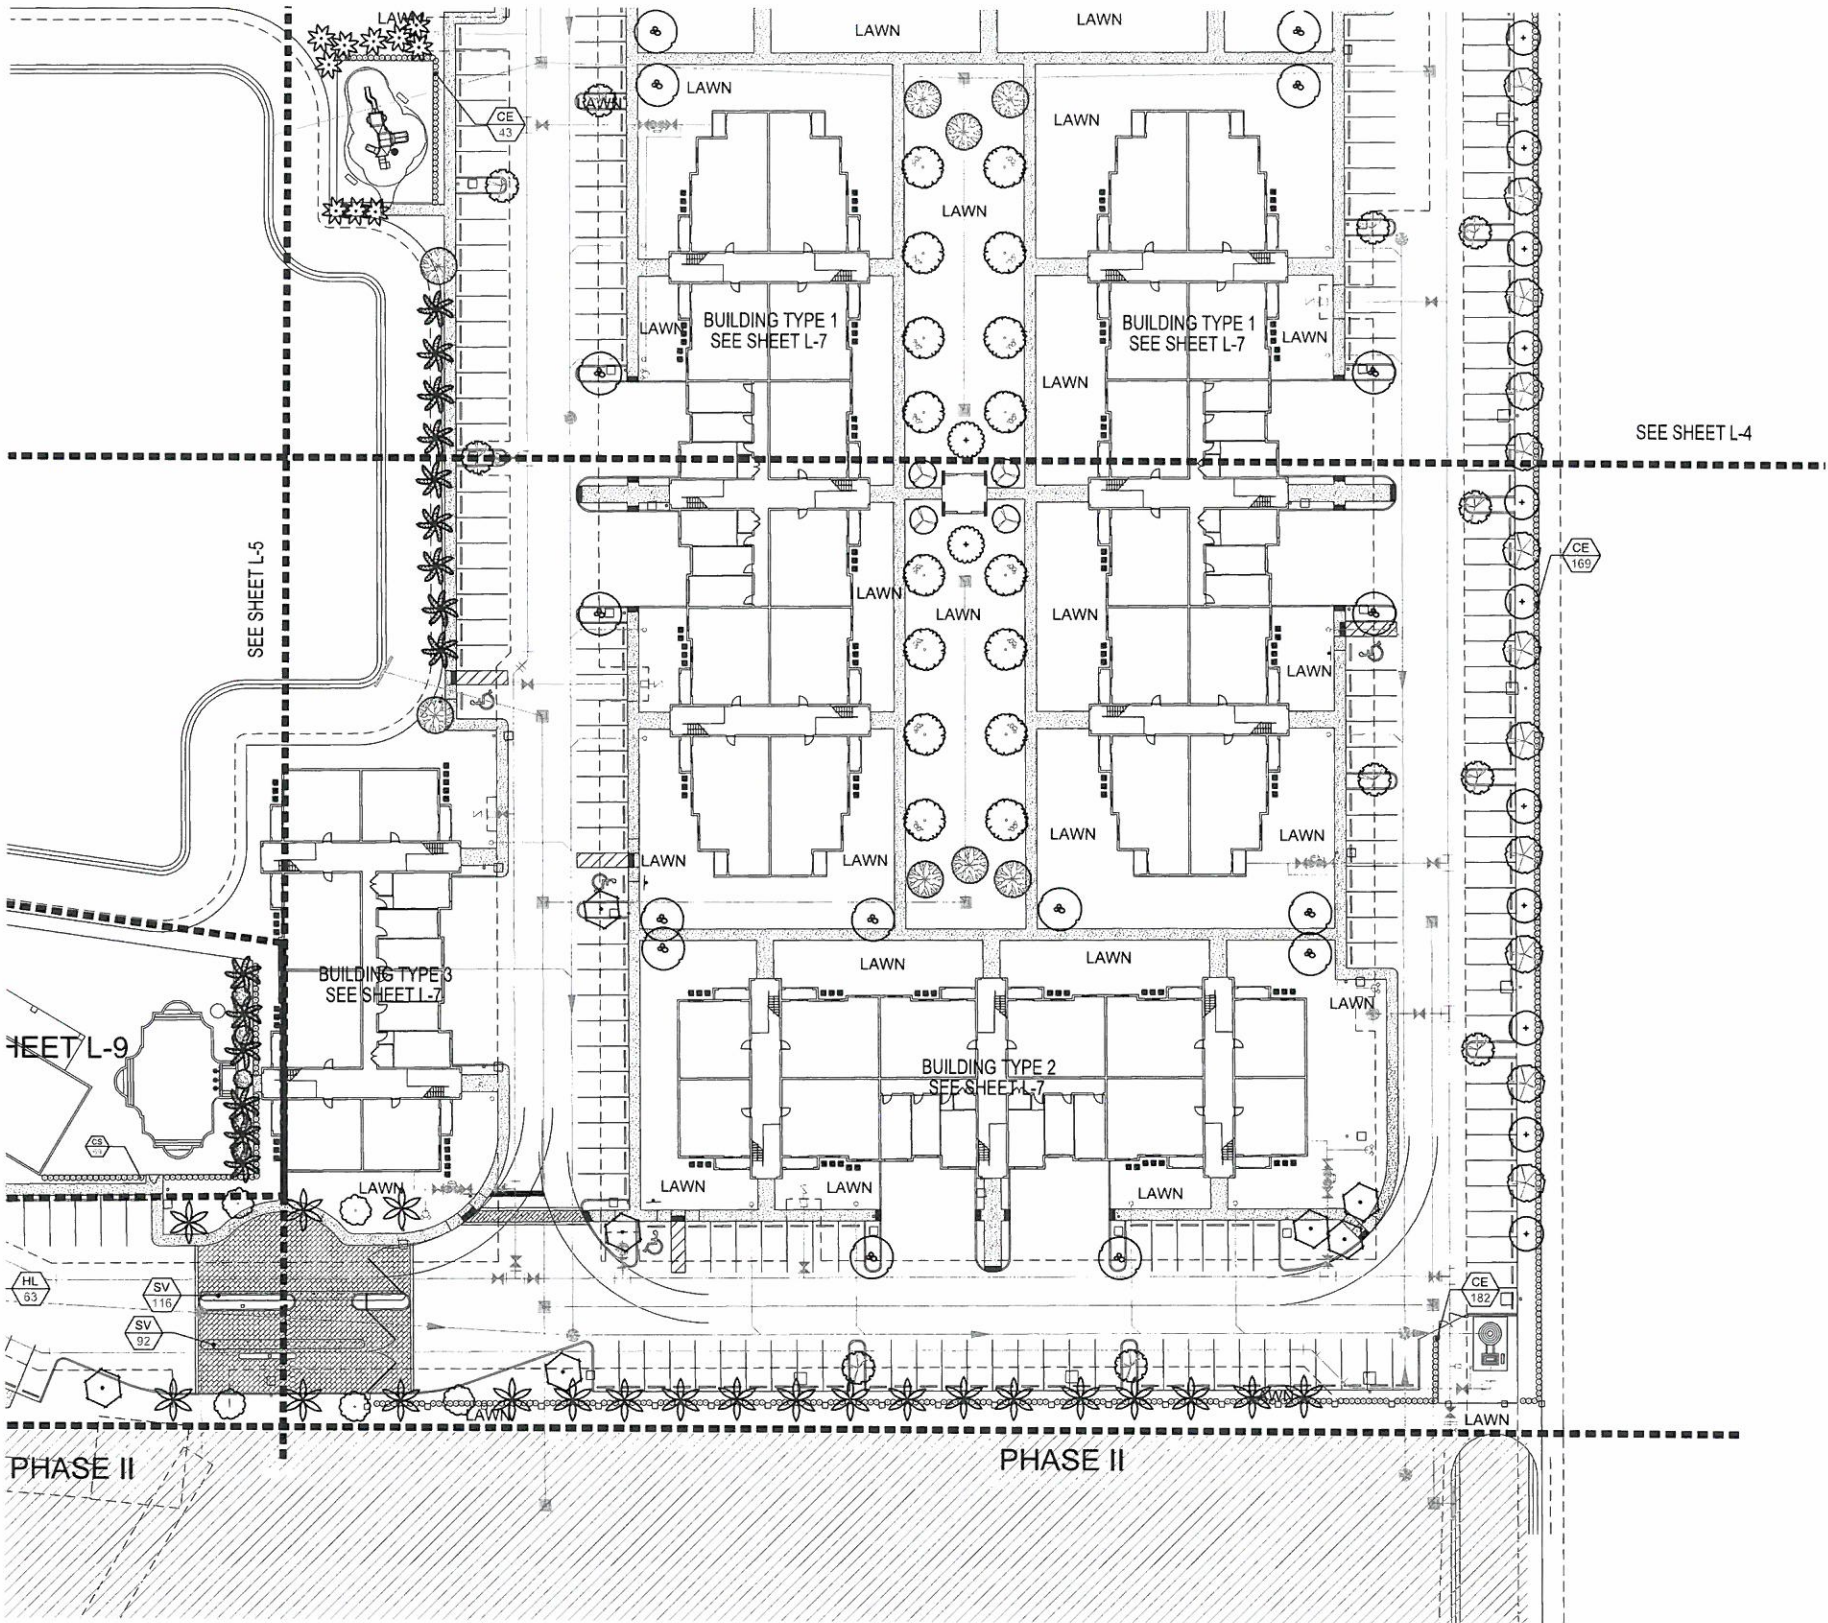 LAWN
LAWN
LAWN
LAWN
LAWN
CE
43
LAWN
LAWN
LAWN
BUILDING TYPE 1
SEE SHEET L-7
LAWN
BUILDING TYPE 1
SEE SHEET L-7
LAWN
LAWN
SEE SHEET L-4
SEE SHEET L-5
CE
169
LAWN
LAWN
LAWN
LAWN
LAWN
LAWN
LAWN
LAWN
LAWN
LAWN
BUILDING TYPE 3
SEE SHEET L-7
LAWN
HEET L-9
BUILDING TYPE 2
SEE SHEET L-7
CS
LAWN
LAWN
LAWN
LAWN
HL
63
SV
116
CE
182
SV
92
LAWN
LAWN
LAWN
PHASE II
PHASE II